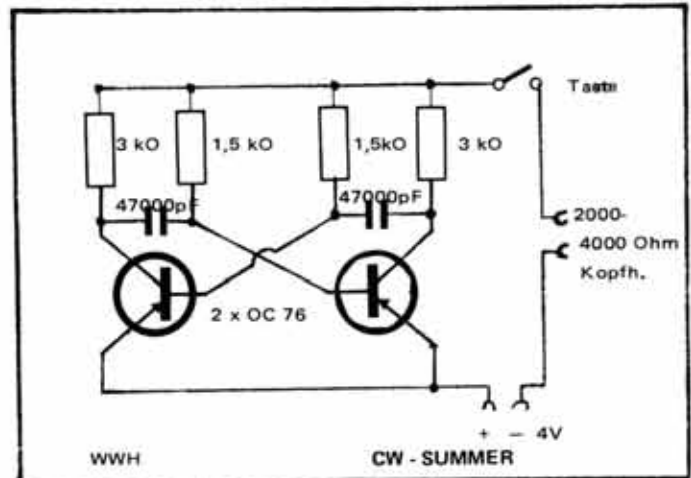 Taste
3 kO 1,5 kO 1,5kO 3 kO
47000pF 47000pF
2000-
4000 Ohm
Kopfh.
2 x OC 76
+ − 4V
WWH CW - SUMMER